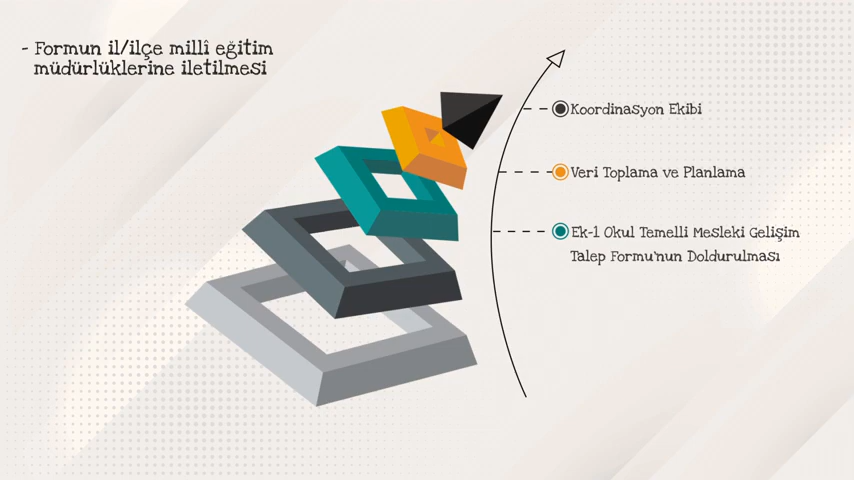 - Formun il/ilçe millî eğitim
müdürlüklerine iletilmesi
Koordinasyon Ekibi
Veri Toplama ve Planlama
Ek-1 Okul Temelli Mesleki Gelişim
Talep Formu'nun Doldurulması